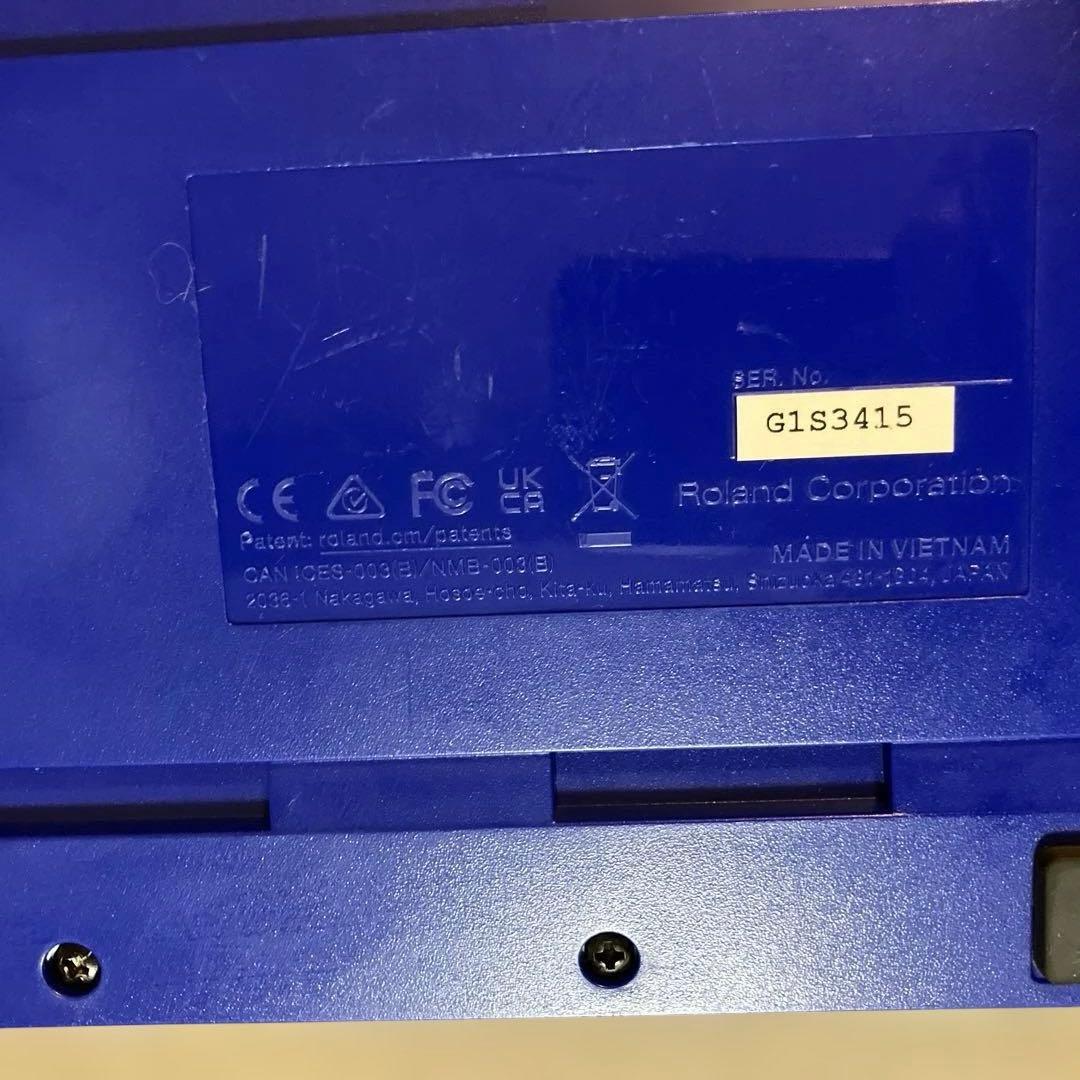 SER. No.
G1S3415
CE FC UK CA
Roland Corporation
Patent: roland.cm/patents
MADE IN VIETNAM
CAN ICES-003(B)/NMB-003(B)
2036-1 Nakagawa, Hosoe-cho, Kita-ku, Hamamatsu, Shizuoka 431-1304, JAPAN